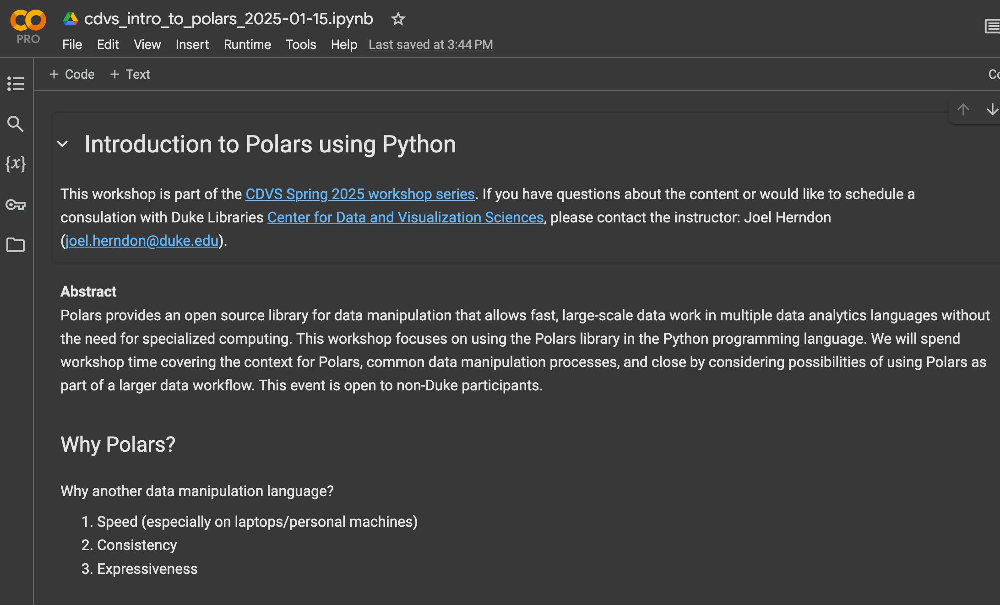 cdvs_intro_to_polars_2025-01-15.ipynb
PRO
File Edit View Insert Runtime Tools Help Last saved at 3:44 PM
+ Code + Text
{x}
Introduction to Polars using Python
This workshop is part of the CDVS Spring 2025 workshop series. If you have questions about the content or would like to schedule a
consulation with Duke Libraries Center for Data and Visualization Sciences, please contact the instructor: Joel Herndon
(joel.herndon@duke.edu).
Abstract
Polars provides an open source library for data manipulation that allows fast, large-scale data work in multiple data analytics languages without
the need for specialized computing. This workshop focuses on using the Polars library in the Python programming language. We will spend
workshop time covering the context for Polars, common data manipulation processes, and close by considering possibilities of using Polars as
part of a larger data workflow. This event is open to non-Duke participants.
Why Polars?
Why another data manipulation language?
1. Speed (especially on laptops/personal machines)
2. Consistency
3. Expressiveness